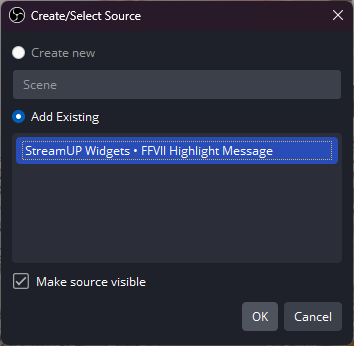 Create/Select Source
Create new
Scene
Add Existing
StreamUP Widgets • FFVII Highlight Message
Make source visible
OK
Cancel